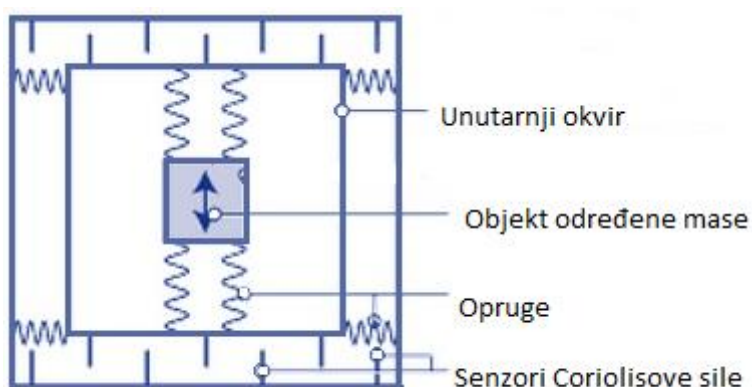 Unutarnji okvir
Objekt određene mase
Opruge
Senzori Coriolisove sile